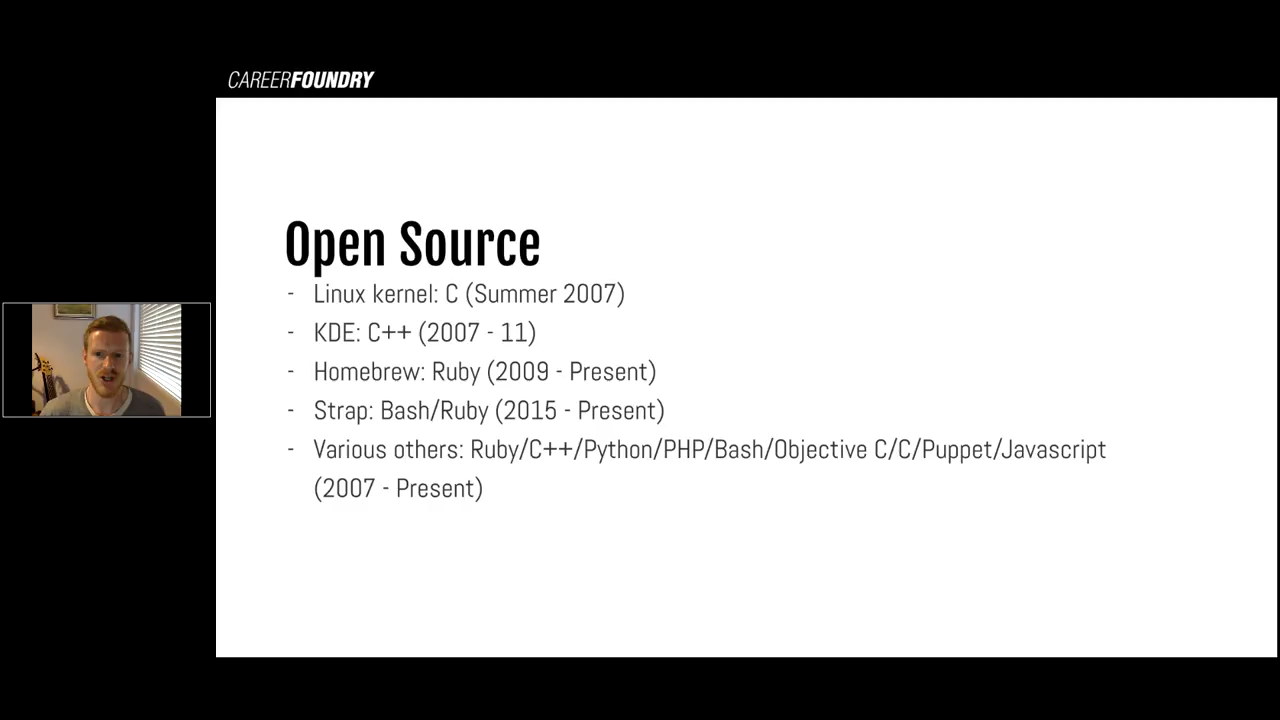 CAREERFOUNDRY
Open Source
- Linux kernel: C (Summer 2007)
- KDE: C++ (2007 - 11)
- Homebrew: Ruby (2009 - Present)
- Strap: Bash/Ruby (2015 - Present)
- Various others: Ruby/C++/Python/PHP/Bash/Objective C/C/Puppet/Javascript
(2007 - Present)